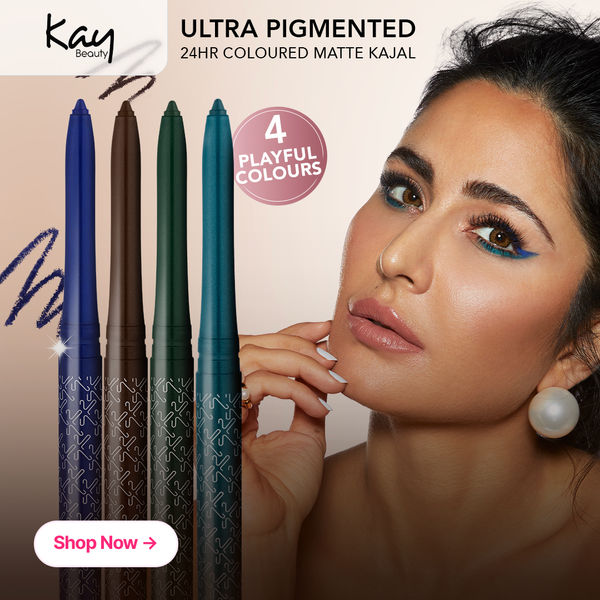 Kay
Beauty
ULTRA PIGMENTED
24HR COLOURED MATTE KAJAL
4
PLAYFUL
COLOURS
Shop Now →